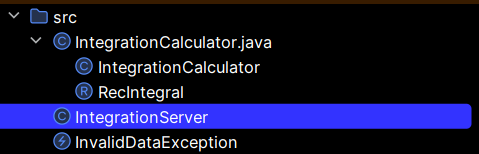 src
IntegrationCalculator.java
IntegrationCalculator
RecIntegral
IntegrationServer
InvalidDataException